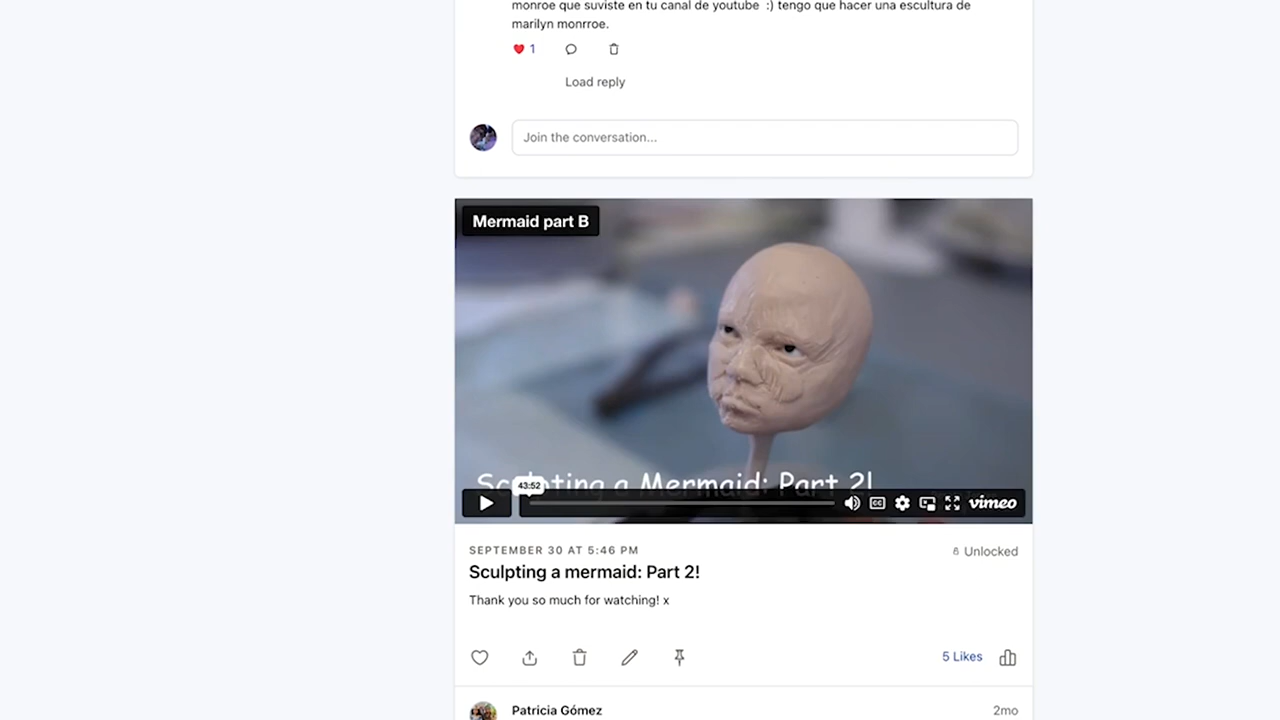 monroe que suviste en tu canal de youtube :) tengo que hacer una escultura de
marilyn monrroe.
1
Load reply
Join the conversation...
Mermaid part B
Sculpting a Mermaid: Part 2!
43:52
CC
vimeo
SEPTEMBER 30 AT 5:46 PM
Unlocked
Sculpting a mermaid: Part 2!
Thank you so much for watching! x
5 Likes
Patricia Gómez
2mo